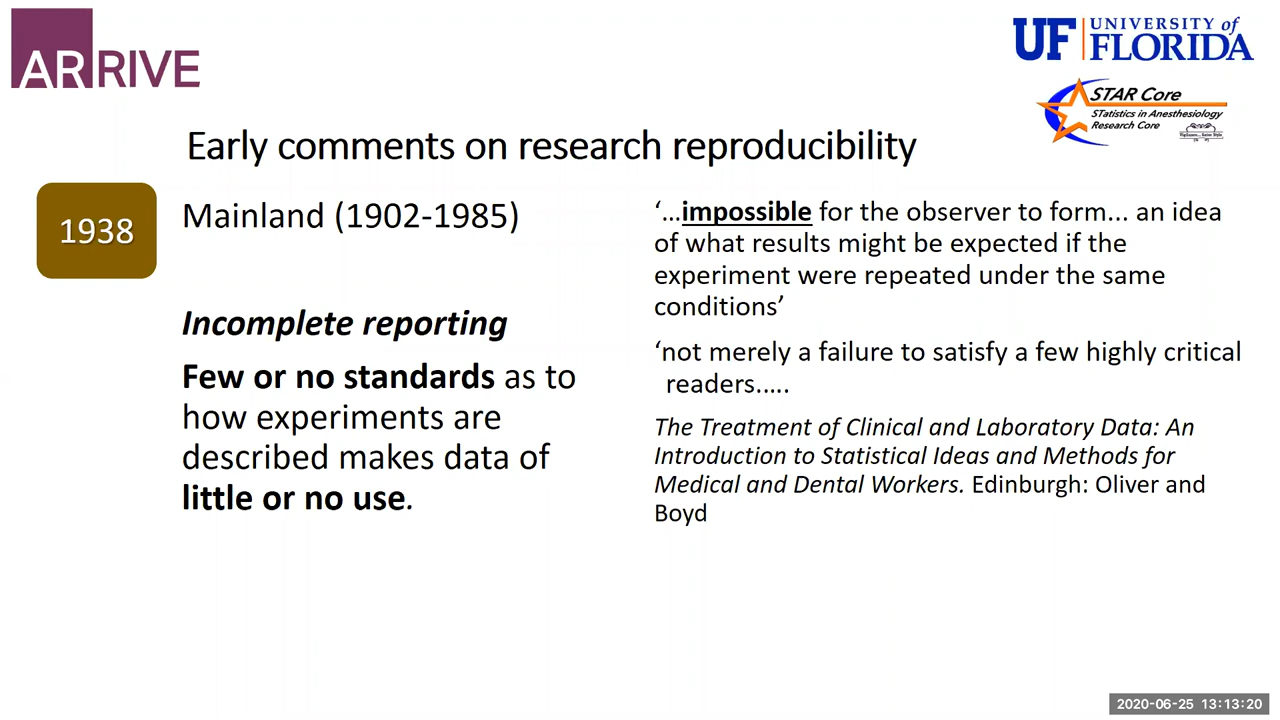 ARRIVE
UNIVERSITY of
UF FLORIDA
STAR Core
STatistics in Anesthesiology
Research Core
Early comments on research reproducibility
1938
Mainland (1902-1985)
Incomplete reporting
Few or no standards as to
how experiments are
described makes data of
little or no use.
‘…impossible for the observer to form... an idea
of what results might be expected if the
experiment were repeated under the same
conditions’
‘not merely a failure to satisfy a few highly critical
readers.....
The Treatment of Clinical and Laboratory Data: An
Introduction to Statistical Ideas and Methods for
Medical and Dental Workers. Edinburgh: Oliver and
Boyd
2020-06-25 13:13:20